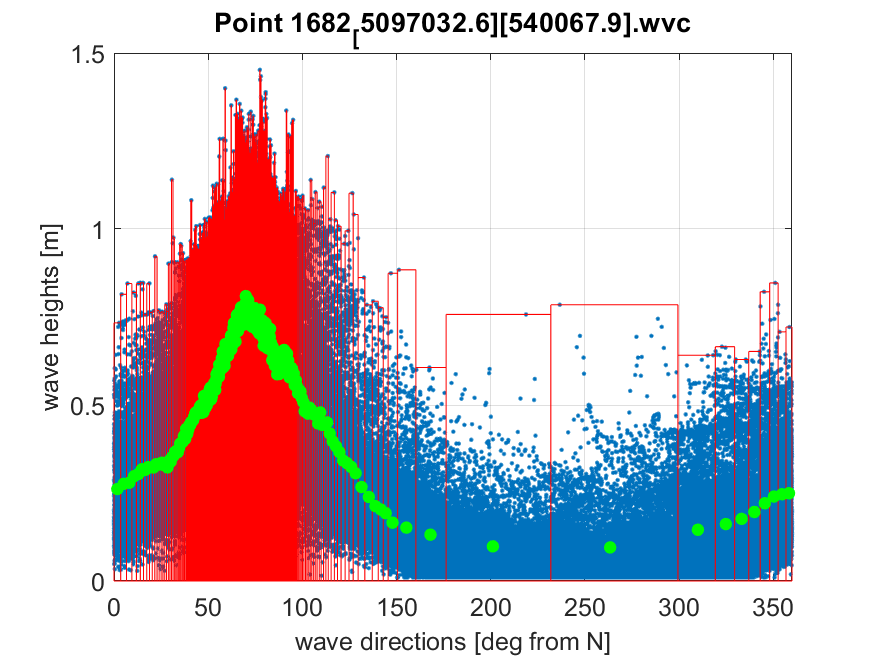 Point 1682[5097032.6][540067.9].wvc
1.5
1
0.5
0
wave heights [m]
0 50 100 150 200 250 300 350
wave directions [deg from N]